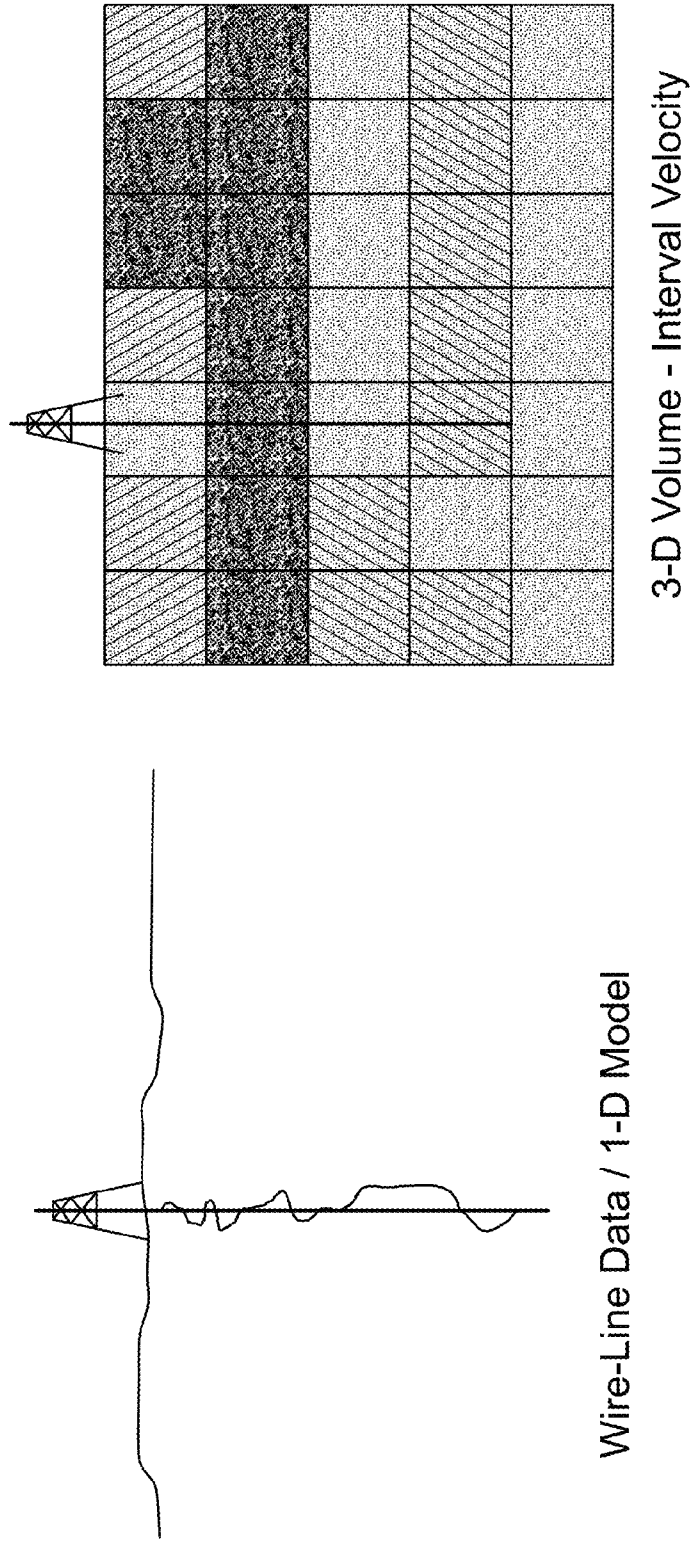 Wire-Line Data / 1-D Model
3-D Volume - Interval Velocity